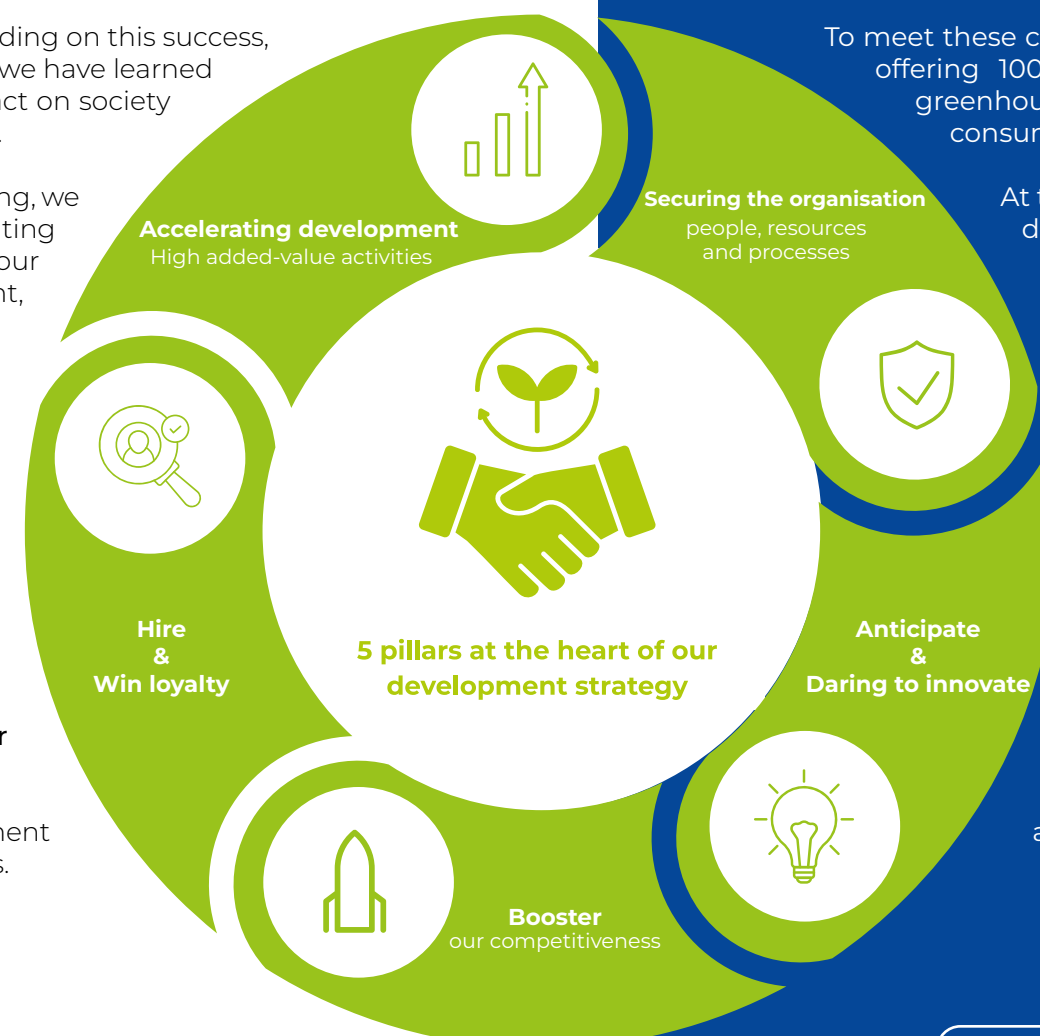 ding on this success,
we have learned
ct on society
ng, we
ting
our
nt,
r
ment
s.
Accelerating development
High added-value activities
Securing the organisation
people, resources
and processes
Hire
&
Win loyalty
5 pillars at the heart of our
development strategy
Anticipate
&
Daring to innovate
Booster
our competitiveness
To meet these c
offering 100
greenhou
consur
At t
d
a